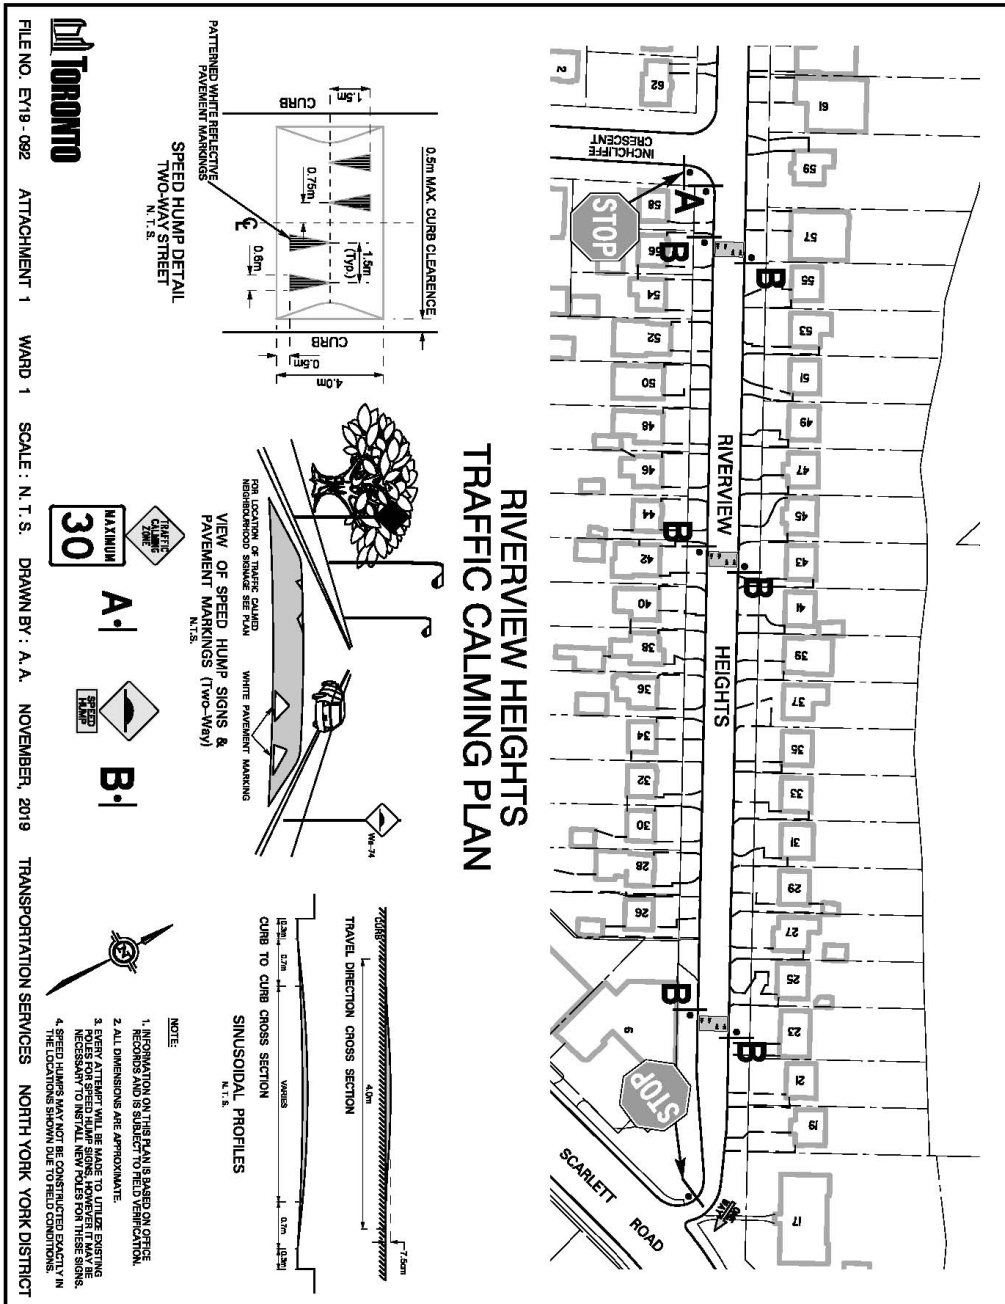 RIVERVIEW HEIGHTS
TRAFFIC CALMING PLAN
61
59
57
55
53
51
49
47
45
43
41
39
37
35
33
31
29
27
25
23
21
19
17
2
62
58
56
54
52
50
48
46
44
42
40
38
36
34
32
30
28
26
9
INCHCLIFFE
CRESCENT
RIVERVIEW
HEIGHTS
SCARLETT
ROAD
STOP
STOP
ONE WAY
A
B
B
B
B
B
B
0.5m MAX. CURB CLEARENCE
CURB
CURB
1.5m
0.75m
1.5m
(Typ.)
0.6m
0.5m
4.0m
PATTERNED WHITE REFLECTIVE
PAVEMENT MARKINGS
SPEED HUMP DETAIL
TWO-WAY STREET
N. T. S.
FOR LOCATION OF TRAFFIC CALMED
NEIGHBOURHOOD SIGNAGE SEE PLAN
WHITE PAVEMENT MARKING
Wa-74
VIEW OF SPEED HUMP SIGNS &
PAVEMENT MARKINGS (Two-Way)
N.T.S.
CURB
4.0m
7.5cm
TRAVEL DIRECTION CROSS SECTION
0.3m
0.7m
VARIES
0.7m
0.3m
CURB TO CURB CROSS SECTION
SINUSOIDAL PROFILES
N. T. S.
TRAFFIC
CALMING
ZONE
MAXIMUM
30
A
SPEED
HUMP
B
NOTE:
1. INFORMATION ON THIS PLAN IS BASED ON OFFICE
RECORDS AND IS SUBJECT TO FIELD VERIFICATION.
2. ALL DIMENSIONS ARE APPROXIMATE.
3. EVERY ATTEMPT WILL BE MADE TO UTILIZE EXISTING
POLES FOR SPEED HUMP SIGNS, HOWEVER IT MAY BE
NECESSARY TO INSTALL NEW POLES FOR THESE SIGNS.
4. SPEED HUMPS MAY NOT BE CONSTRUCTED EXACTLY IN
THE LOCATIONS SHOWN DUE TO FIELD CONDITIONS.
TORONTO
FILE NO. EY19 - 092 ATTACHMENT 1 WARD 1 SCALE : N. T. S. DRAWN BY : A. A. NOVEMBER, 2019 TRANSPORTATION SERVICES NORTH YORK YORK DISTRICT